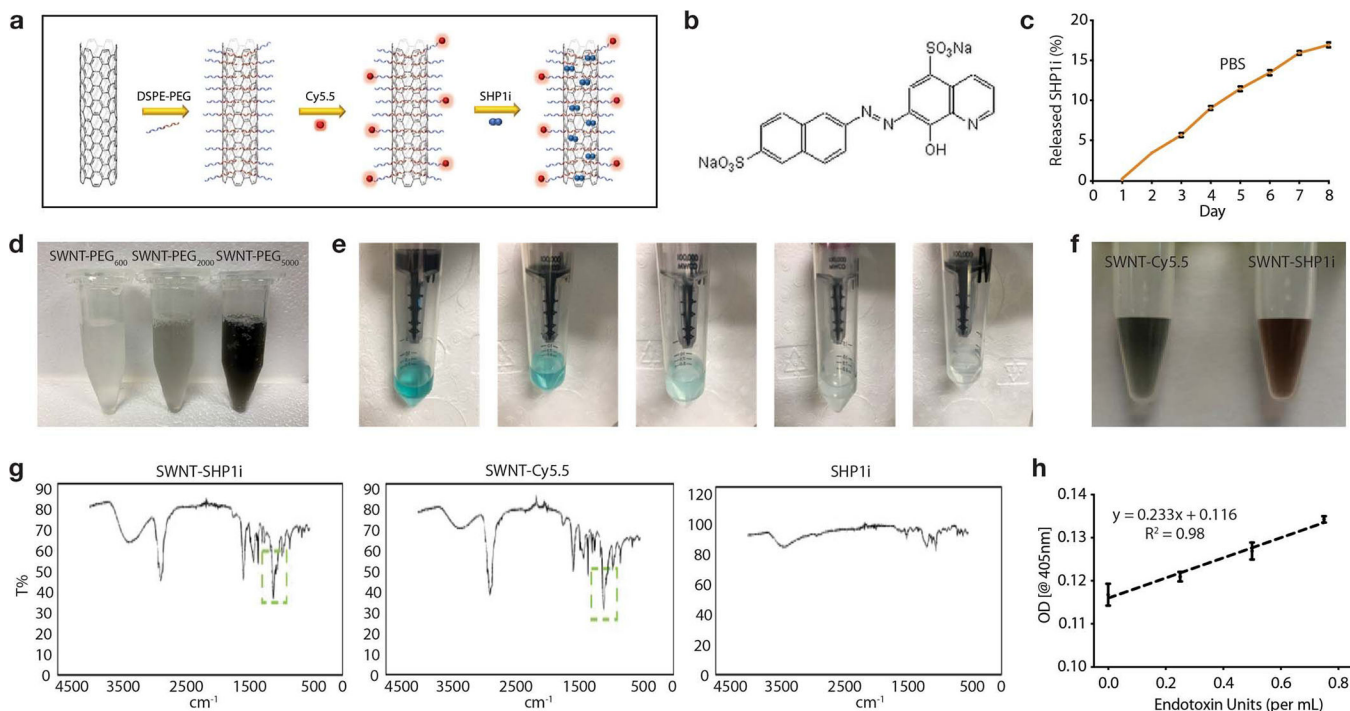 a
DSPE-PEG
Cy5.5
SHP1i
b
SO₃Na
NaO₃S
N
N
OH
N
c
Released SHP1i (%)
20
15
10
5
0
PBS
0 1 2 3 4 5 6 7 8
Day
d
SWNT-PEG₆₀₀ SWNT-PEG₂₀₀₀ SWNT-PEG₅₀₀₀
e
f
SWNT-Cy5.5 SWNT-SHP1i
g
SWNT-SHP1i
T%
90
80
70
60
50
40
30
20
10
0
4500 3500 2500 1500 0
cm⁻¹
SWNT-Cy5.5
90
80
70
60
50
40
30
20
10
0
4500 3500 2500 1500 0
cm⁻¹
SHP1i
120
100
80
60
40
20
0
4500 3500 2500 1500 0
cm⁻¹
h
OD [@ 405nm]
0.14
0.13
0.12
0.11
0.10
y = 0.233x + 0.116
R² = 0.98
0.0 0.2 0.4 0.6 0.8
Endotoxin Units (per mL)